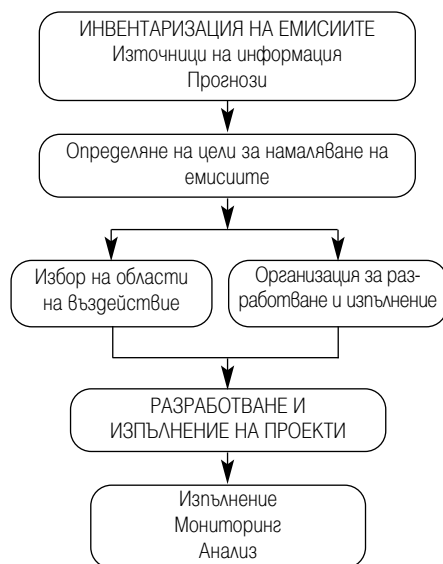 ИНВЕНТАРИЗАЦИЯ НА ЕМИСИИТЕ
Източници на информация
Прогнози
Определяне на цели за намаляване на
емисиите
Избор на области
на въздействие
Организация за раз-
работване и изпълнение
РАЗРАБОТВАНЕ И
ИЗПЪЛНЕНИЕ НА ПРОЕКТИ
Изпълнение
Мониторинг
Анализ